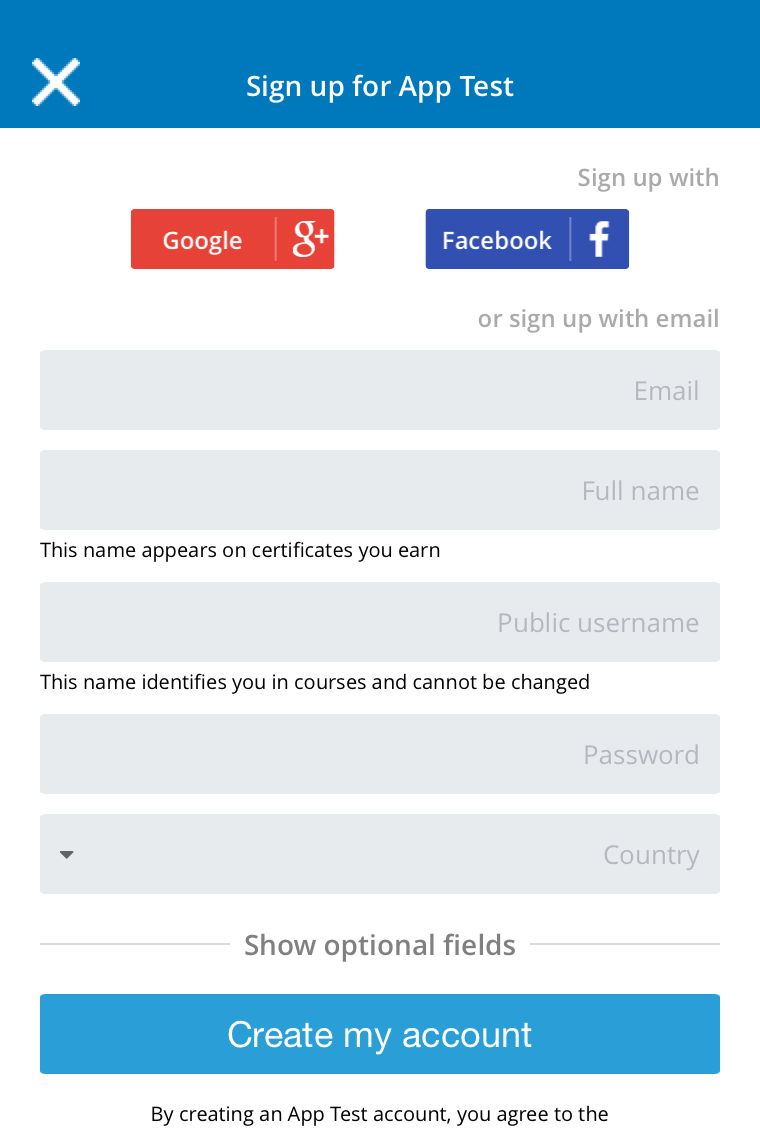 Sign up for App Test
Sign up with
Google g+
Facebook f
or sign up with email
Email
Full name
This name appears on certificates you earn
Public username
This name identifies you in courses and cannot be changed
Password
Country
Show optional fields
Create my account
By creating an App Test account, you agree to the